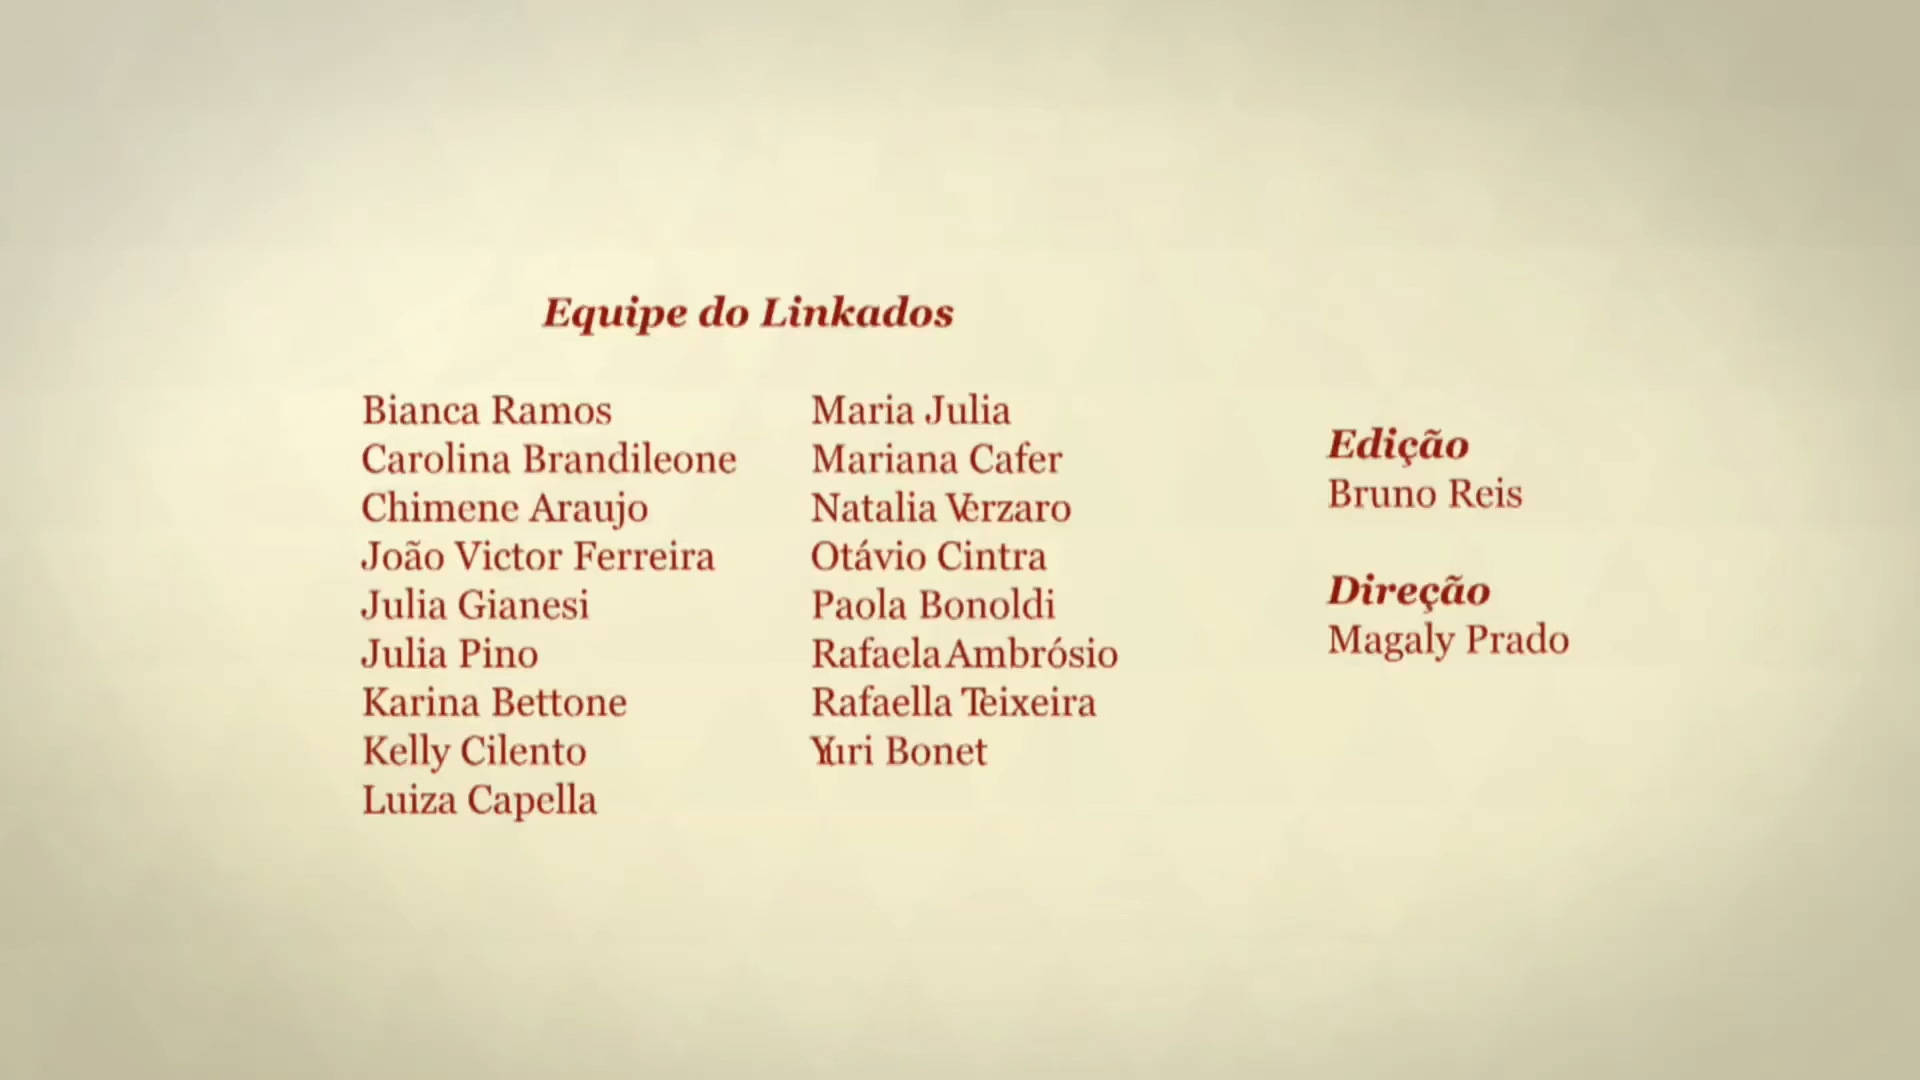 Equipe do Linkados
Bianca Ramos
Carolina Brandileone
Chimene Araujo
João Victor Ferreira
Julia Gianesi
Julia Pino
Karina Bettone
Kelly Cilento
Luiza Capella
Maria Julia
Mariana Cafer
Natalia Verzaro
Otávio Cintra
Paola Bonoldi
Rafaela Ambrósio
Rafaella Teixeira
Yuri Bonet
Edição
Bruno Reis
Direção
Magaly Prado